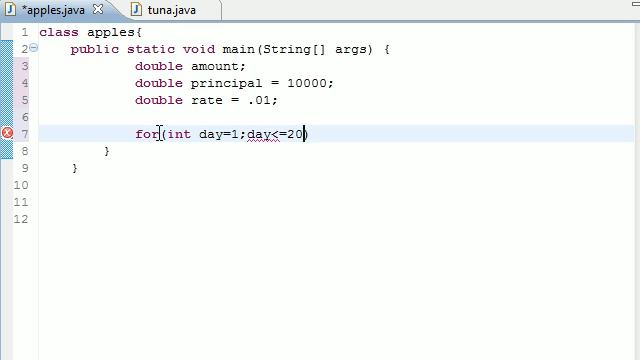 *apples.java
tuna.java
1 class apples{
2 public static void main(String[] args) {
3 double amount;
4 double principal = 10000;
5 double rate = .01;
6
7 for(int day=1;day<=20)
8 }
9 }
10
11
12